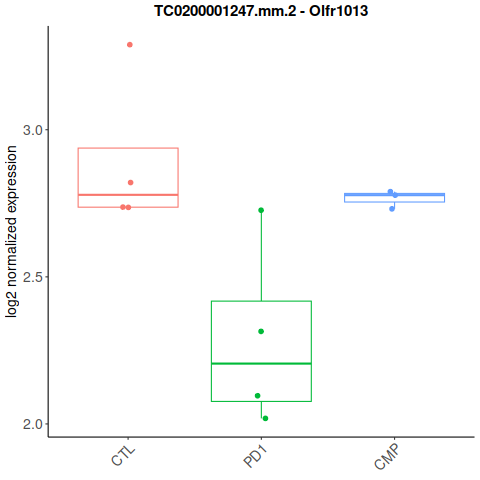 TC0200001247.mm.2 - Olfr1013
log2 normalized expression
3.0
2.5
2.0
CTL
PD1
CMP